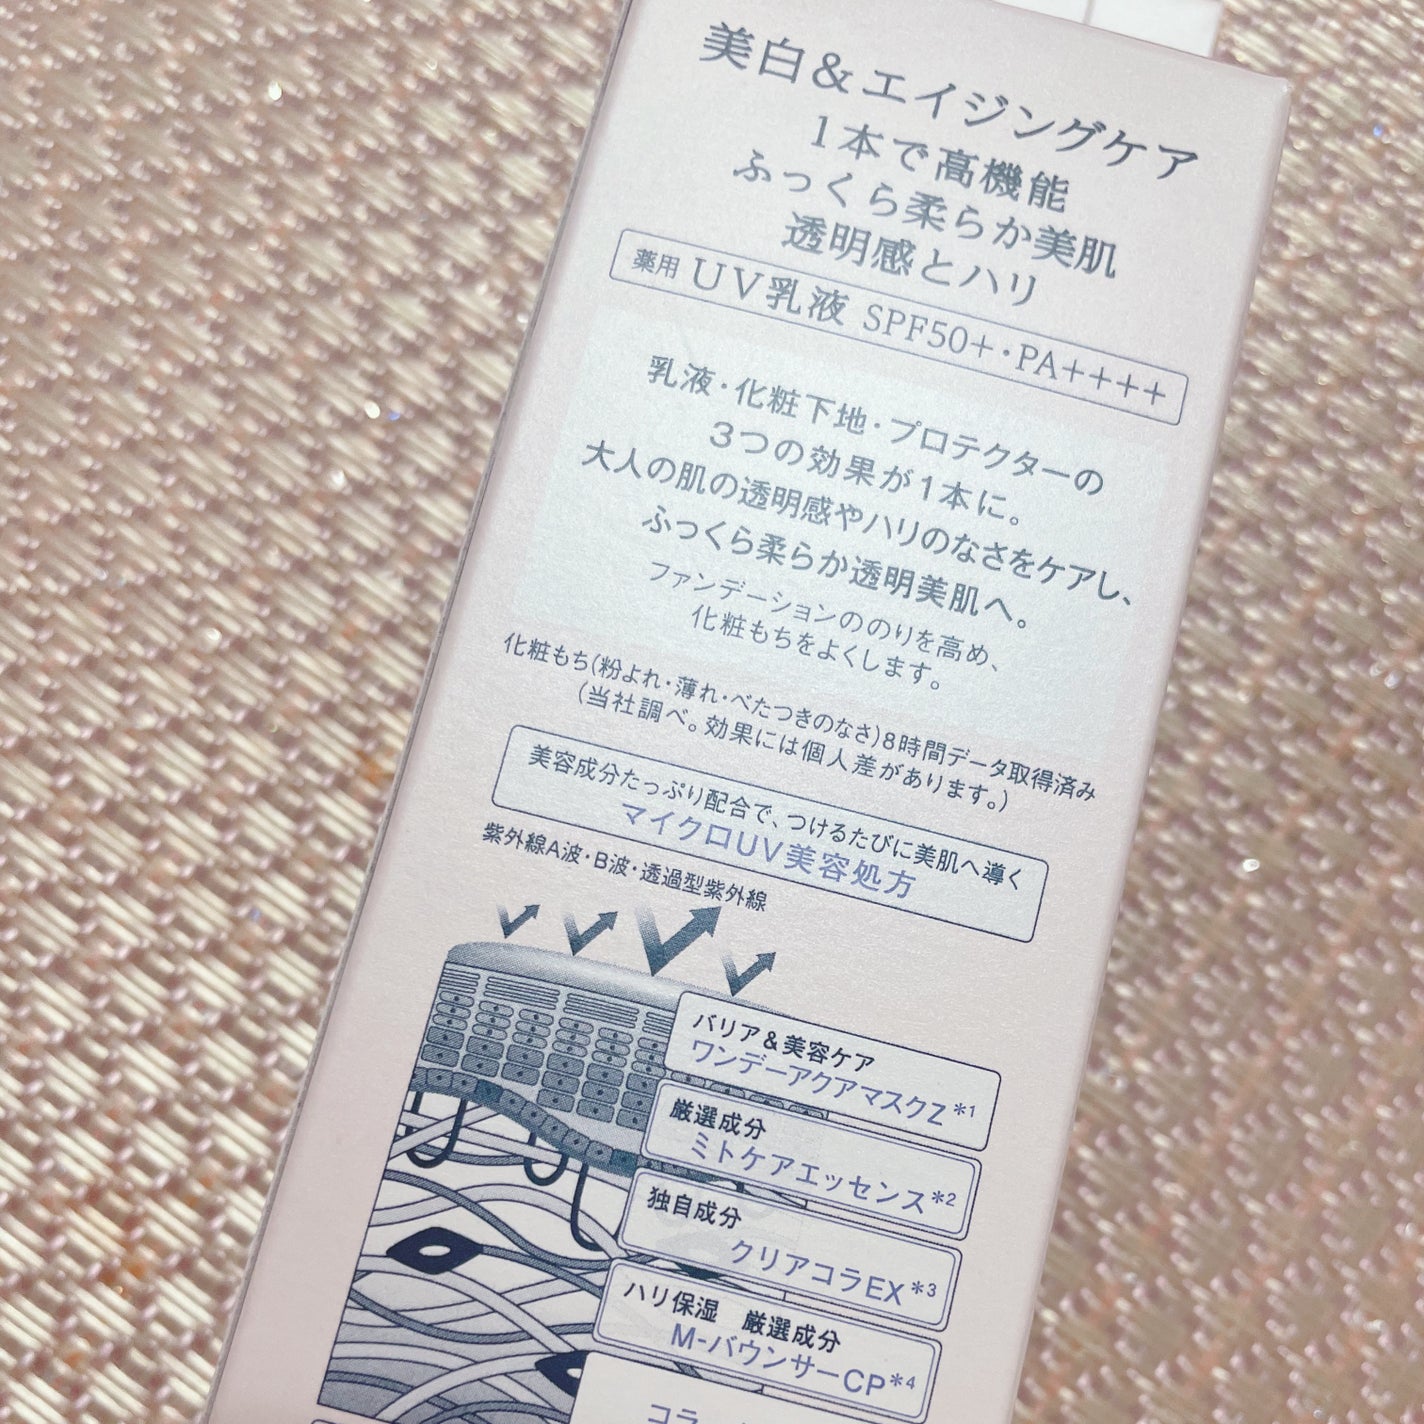 美白&エイジングケア
1本で高機能
ふっくら柔らか美肌
透明感とハリ
薬用 UV乳液 SPF50+・PA++++
乳液・化粧下地・プロテクターの
3つの効果が1本に。
大人の肌の透明感やハリのなさをケアし、
ふっくら柔らか透明美肌へ。
ファンデーションののりを高め、
化粧もちをよくします。
化粧もち(粉よれ・薄れ・べたつきのなさ)8時間データ取得済み
(当社調べ。効果には個人差があります。)
美容成分たっぷり配合で、つけるたびに美肌へ導く
マイクロUV美容処方
紫外線A波・B波・透過型紫外線
バリア&美容ケア
ワンデーアクアマスクZ*1
厳選成分
ミトケアエッセンス*2
独自成分
クリアコラEX*3
ハリ保湿 厳選成分
M-バウンサーCP*4
コラ